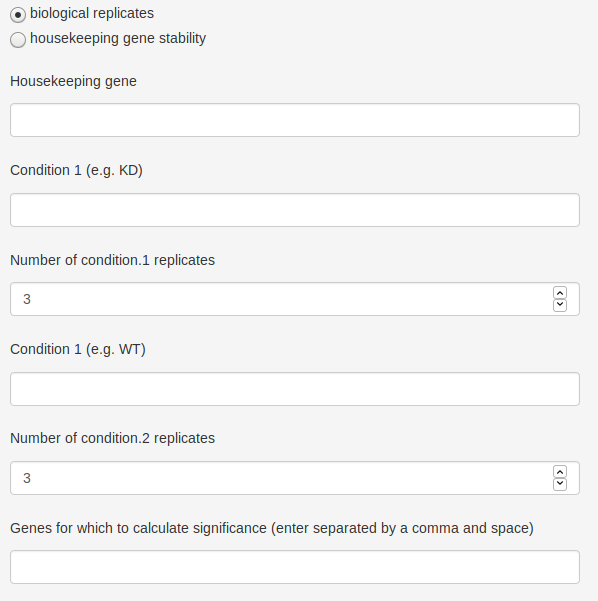 biological replicates
housekeeping gene stability
Housekeeping gene
Condition 1 (e.g. KD)
Number of condition.1 replicates
3
Condition 1 (e.g. WT)
Number of condition.2 replicates
3
Genes for which to calculate significance (enter separated by a comma and space)